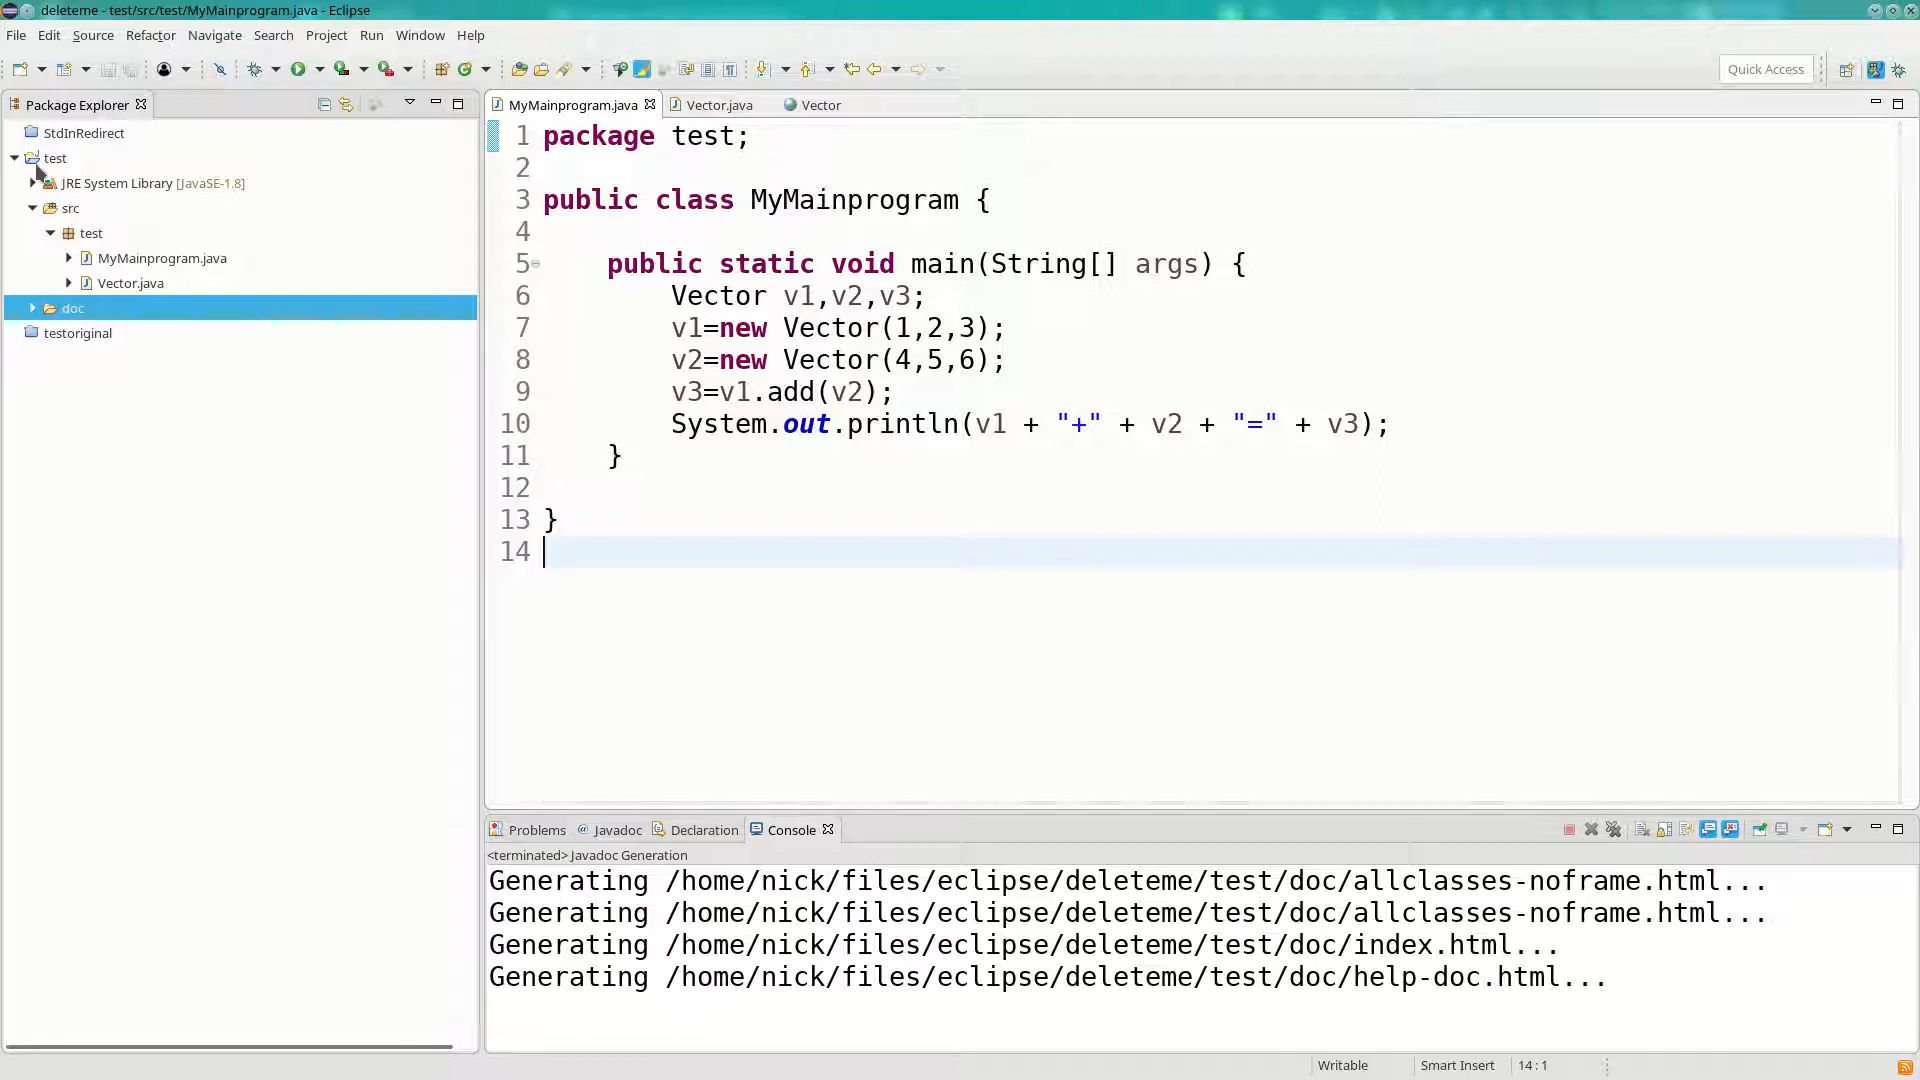 deleteme - test/src/test/MyMainprogram.java - Eclipse
File Edit Source Refactor Navigate Search Project Run Window Help
Quick Access
Package Explorer
StdInRedirect
test
JRE System Library [JavaSE-1.8]
src
test
MyMainprogram.java
Vector.java
doc
testoriginal
MyMainprogram.java Vector.java Vector
1 package test;
2
3 public class MyMainprogram {
4
5 public static void main(String[] args) {
6 Vector v1,v2,v3;
7 v1=new Vector(1,2,3);
8 v2=new Vector(4,5,6);
9 v3=v1.add(v2);
10 System.out.println(v1 + "+" + v2 + "=" + v3);
11 }
12
13 }
14
Problems @ Javadoc Declaration Console
<terminated> Javadoc Generation
Generating /home/nick/files/eclipse/deleteme/test/doc/allclasses-noframe.html...
Generating /home/nick/files/eclipse/deleteme/test/doc/allclasses-noframe.html...
Generating /home/nick/files/eclipse/deleteme/test/doc/index.html...
Generating /home/nick/files/eclipse/deleteme/test/doc/help-doc.html...
Writable Smart Insert 14 : 1